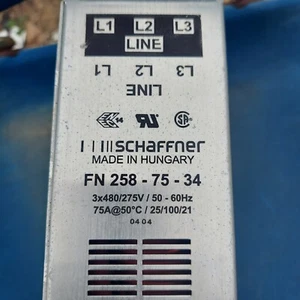 L1 L2 L3
LINE
L1 L2 L3
LINE
14
SCHAFFNER
MADE IN HUNGARY
FN 258 - 75 - 34
3x480/275V / 50 - 60Hz
75A@50°C / 25/100/21
0404